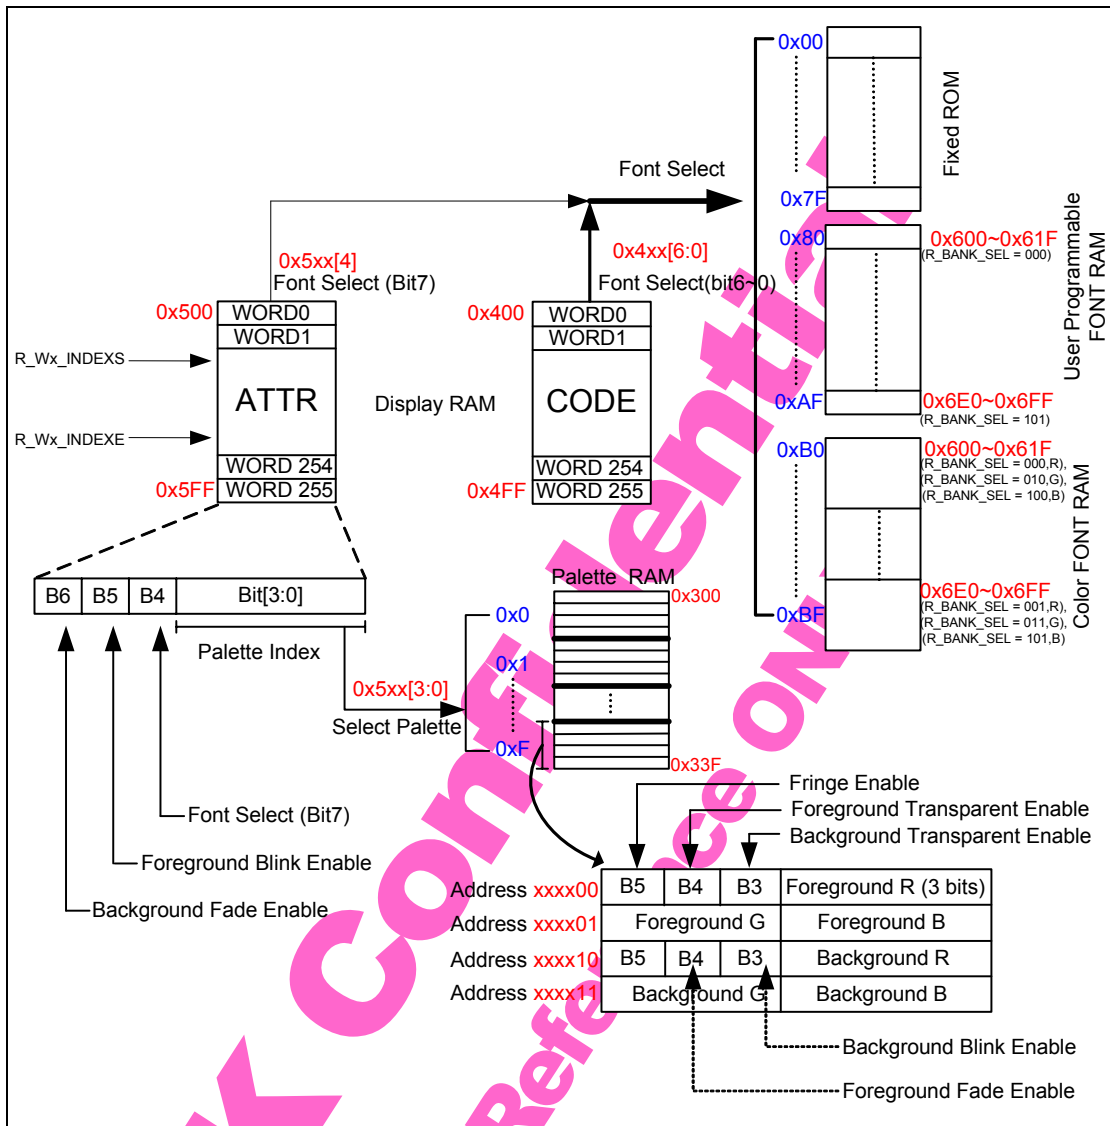 0x00
0x7F
Fixed ROM
Font Select
0x80
0x600~0x61F
(R_BANK_SEL = 000)
User Programmable
FONT RAM
0xAF
0x6E0~0x6FF
(R_BANK_SEL = 101)
0x5xx[4]
Font Select (Bit7)
0x4xx[6:0]
Font Select(bit6~0)
0x500
WORD0
WORD1
R_Wx_INDEXS
ATTR
R_Wx_INDEXE
WORD 254
0x5FF
WORD 255
Display RAM
0x400
WORD0
WORD1
CODE
WORD 254
0x4FF
WORD 255
0xB0
0x600~0x61F
(R_BANK_SEL = 000,R),
(R_BANK_SEL = 010,G),
(R_BANK_SEL = 100,B)
Color FONT RAM
0xBF
0x6E0~0x6FF
(R_BANK_SEL = 001,R),
(R_BANK_SEL = 011,G),
(R_BANK_SEL = 101,B)
B6
B5
B4
Bit[3:0]
Palette Index
0x5xx[3:0]
Select Palette
Palette RAM
0x300
0x0
0x1
0xF
0x33F
Font Select (Bit7)
Foreground Blink Enable
Background Fade Enable
Fringe Enable
Foreground Transparent Enable
Background Transparent Enable
Address xxxx00
B5
B4
B3
Foreground R (3 bits)
Address xxxx01
Foreground G
Foreground B
Address xxxx10
B5
B4
B3
Background R
Address xxxx11
Background G
Background B
Background Blink Enable
Foreground Fade Enable